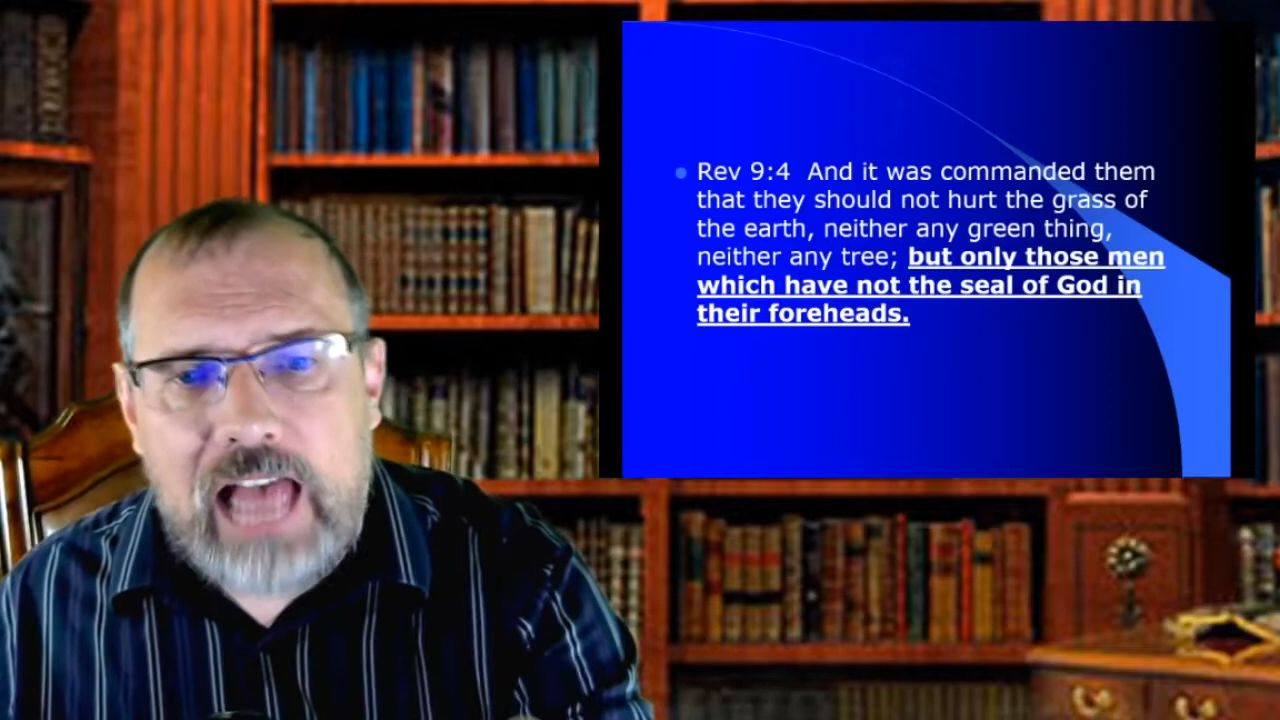 Rev 9:4  And it was commanded them
that they should not hurt the grass of
the earth, neither any green thing,
neither any tree; but only those men
which have not the seal of God in
their foreheads.